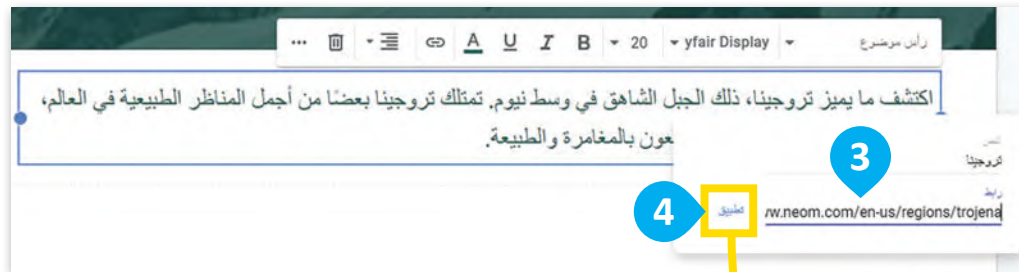 رأس موضوع yfair Display 20 B I U A
اكتشف ما يميز تروجينا، ذلك الجبل الشاهق في وسط نيوم. تمتلك تروجينا بعضًا من أجمل المناظر الطبيعية في العالم،
عون بالمغامرة والطبيعة.
النص
تروجينا
3
رابط
/w.neom.com/en-us/regions/trojena
تطبيق
4